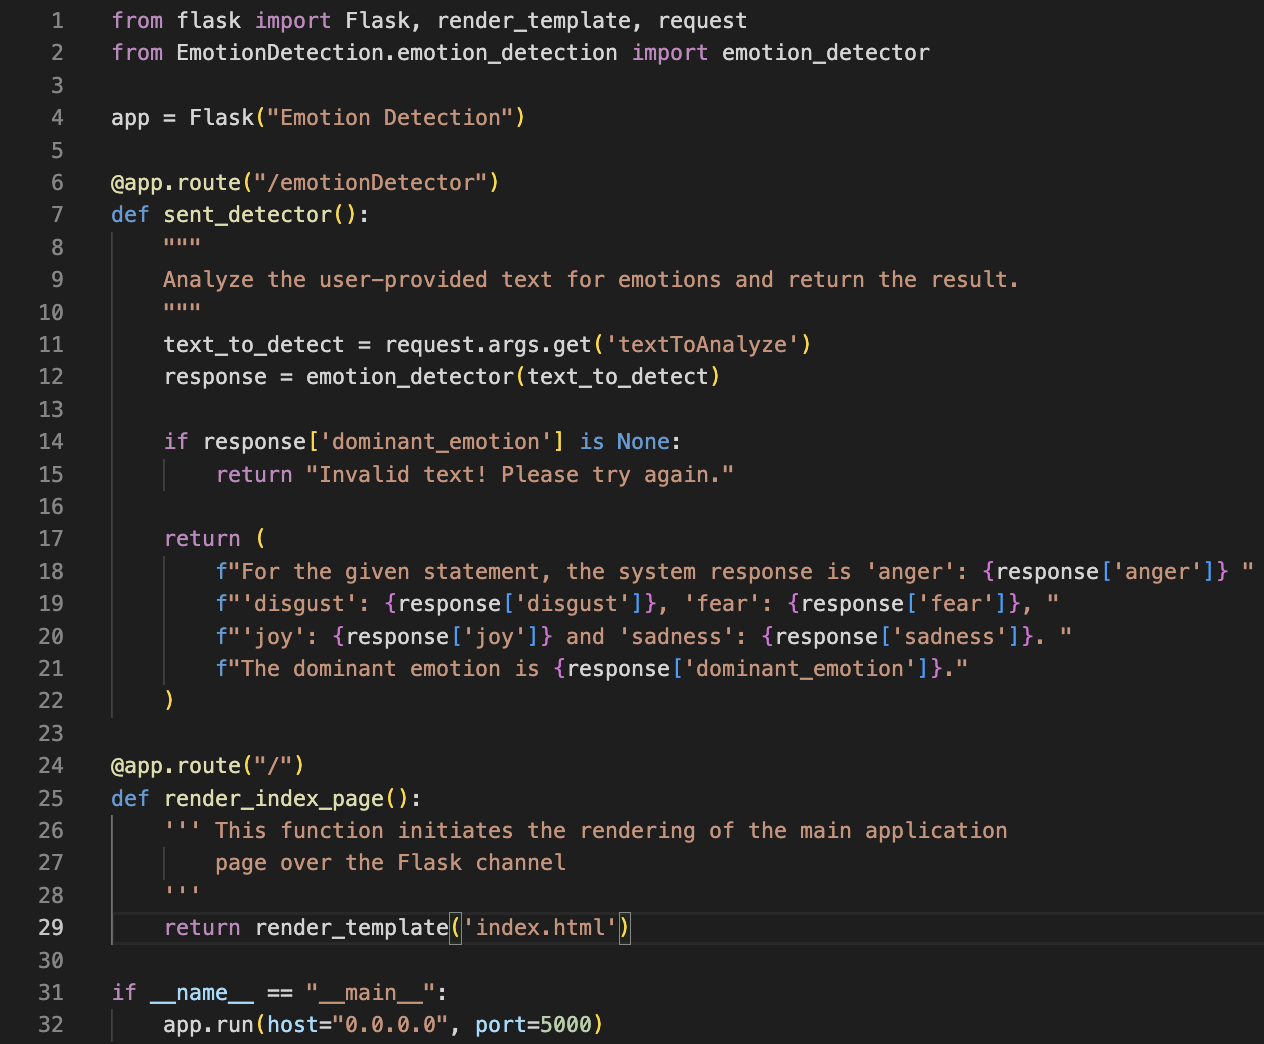 1 from flask import Flask, render_template, request
2 from EmotionDetection.emotion_detection import emotion_detector
3
4 app = Flask("Emotion Detection")
5
6 @app.route("/emotionDetector")
7 def sent_detector():
8     """
9     Analyze the user-provided text for emotions and return the result.
10     """
11     text_to_detect = request.args.get('textToAnalyze')
12     response = emotion_detector(text_to_detect)
13
14     if response['dominant_emotion'] is None:
15         return "Invalid text! Please try again."
16
17     return (
18         f"For the given statement, the system response is 'anger': {response['anger']} "
19         f"'disgust': {response['disgust']}, 'fear': {response['fear']}, "
20         f"'joy': {response['joy']} and 'sadness': {response['sadness']}. "
21         f"The dominant emotion is {response['dominant_emotion']}."
22     )
23
24 @app.route("/")
25 def render_index_page():
26     ''' This function initiates the rendering of the main application
27         page over the Flask channel
28     '''
29     return render_template('index.html')
30
31 if __name__ == "__main__":
32     app.run(host="0.0.0.0", port=5000)